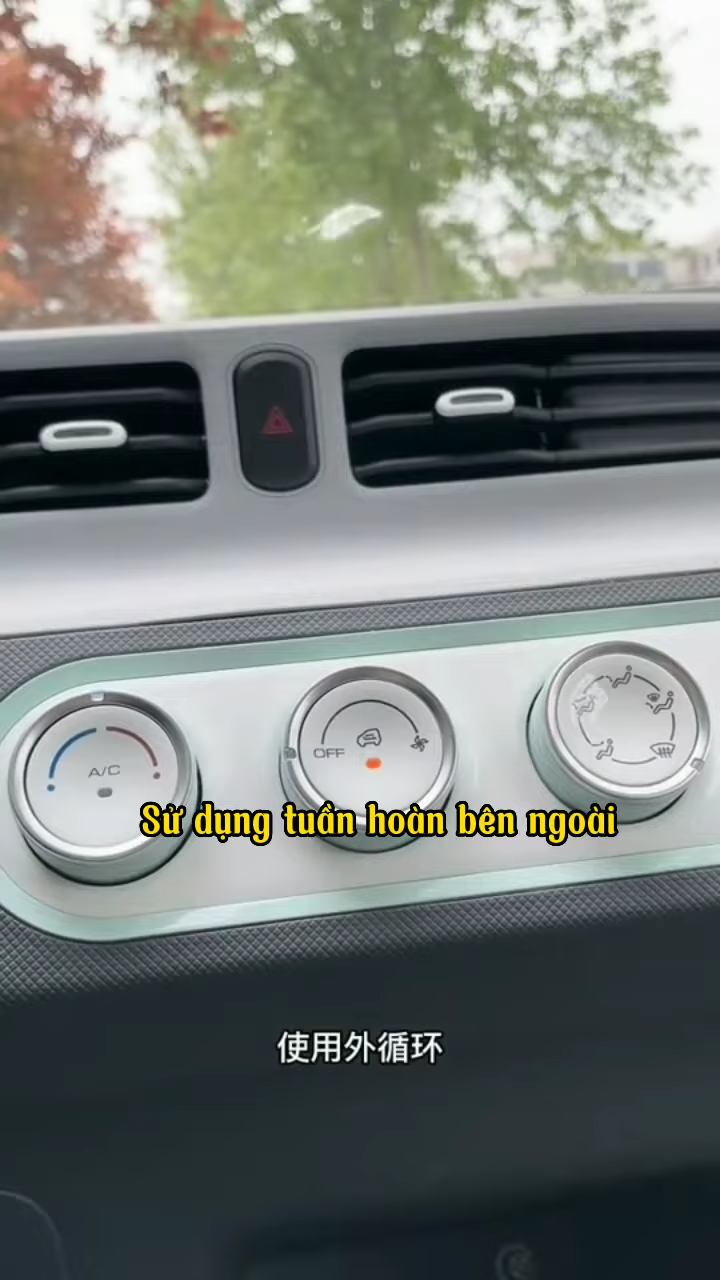 A/C
OFF
Sử dụng tuần hoàn bên ngoài
使用外循环